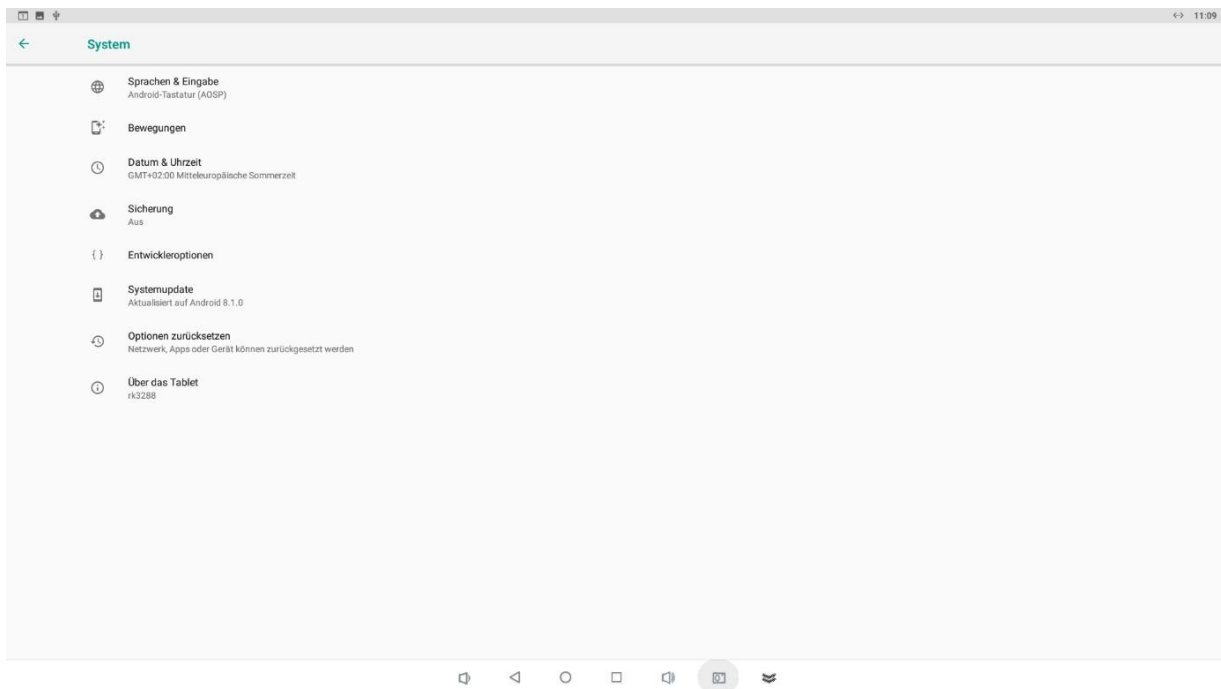 11:09
System
Sprachen & Eingabe
Android-Tastatur (AOSP)
Bewegungen
Datum & Uhrzeit
GMT+02:00 Mitteleuropäische Sommerzeit
Sicherung
Aus
{ } Entwickleroptionen
Systemupdate
Aktualisiert auf Android 8.1.0
Optionen zurücksetzen
Netzwerk, Apps oder Gerät können zurückgesetzt werden
Über das Tablet
rk3288